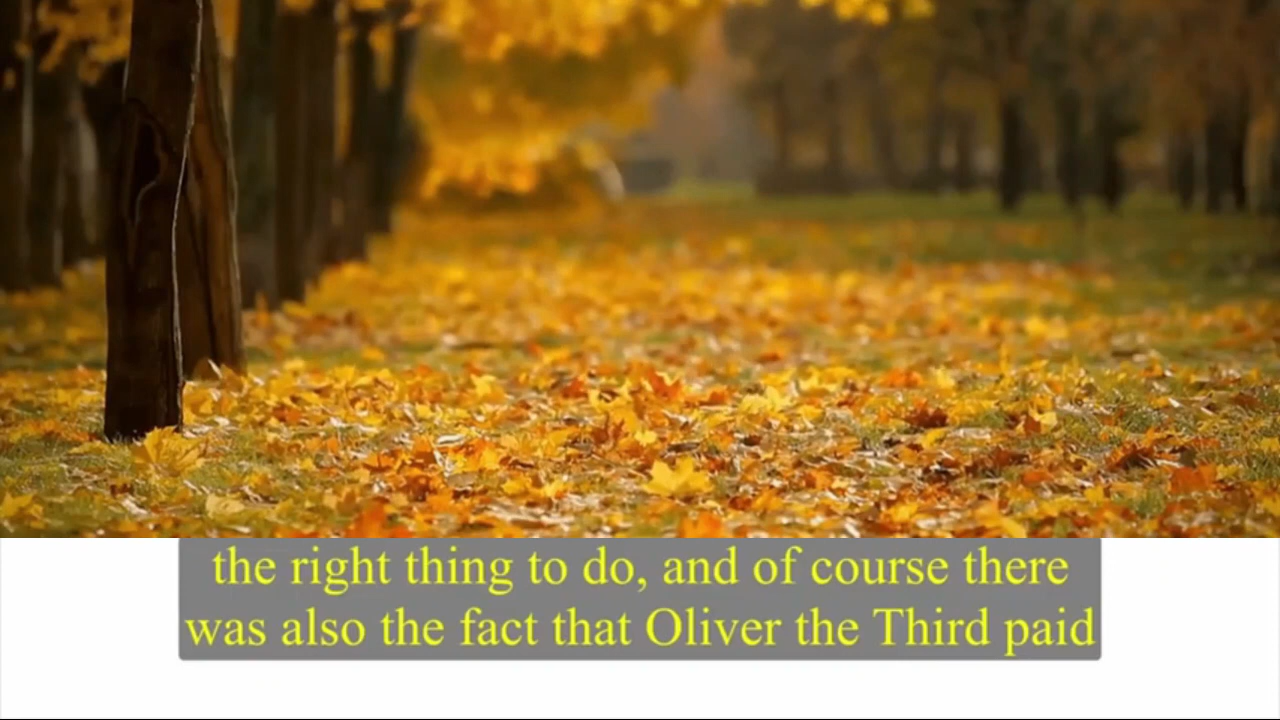 the right thing to do, and of course there
was also the fact that Oliver the Third paid